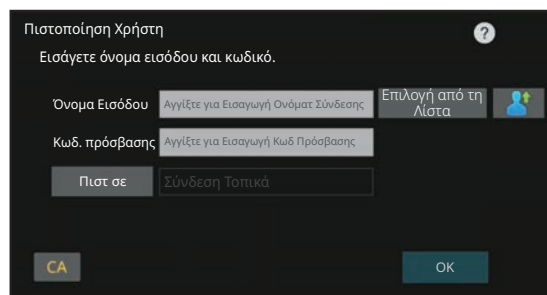 Πιστοποίηση Χρήστη
?
Εισάγετε όνομα εισόδου και κωδικό.
Όνομα Εισόδου
Αγγίξτε για Εισαγωγή Ονόματ Σύνδεσης
Επιλογή από τη
Λίστα
Κωδ. πρόσβασης
Αγγίξτε για Εισαγωγή Κωδ Πρόσβασης
Πιστ σε
Σύνδεση Τοπικά
CA
OK